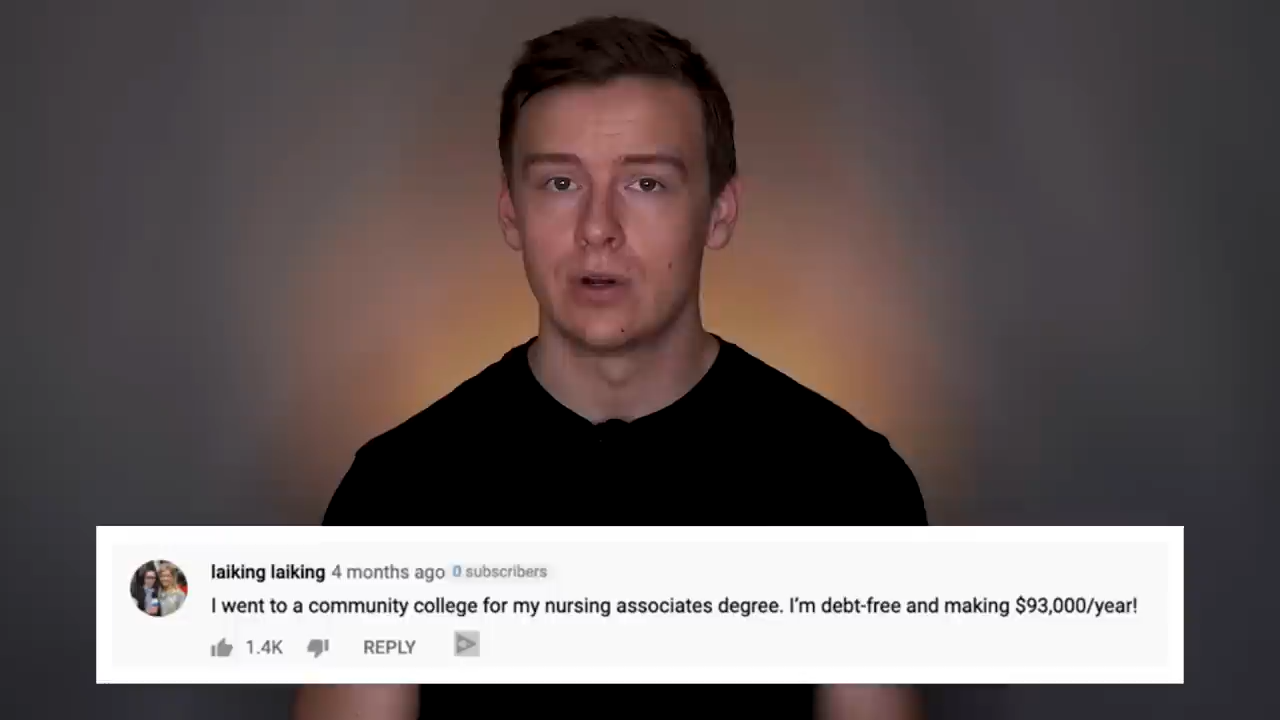 laiking laiking 4 months ago 0 subscribers
I went to a community college for my nursing associates degree. I'm debt-free and making $93,000/year!
1.4K REPLY